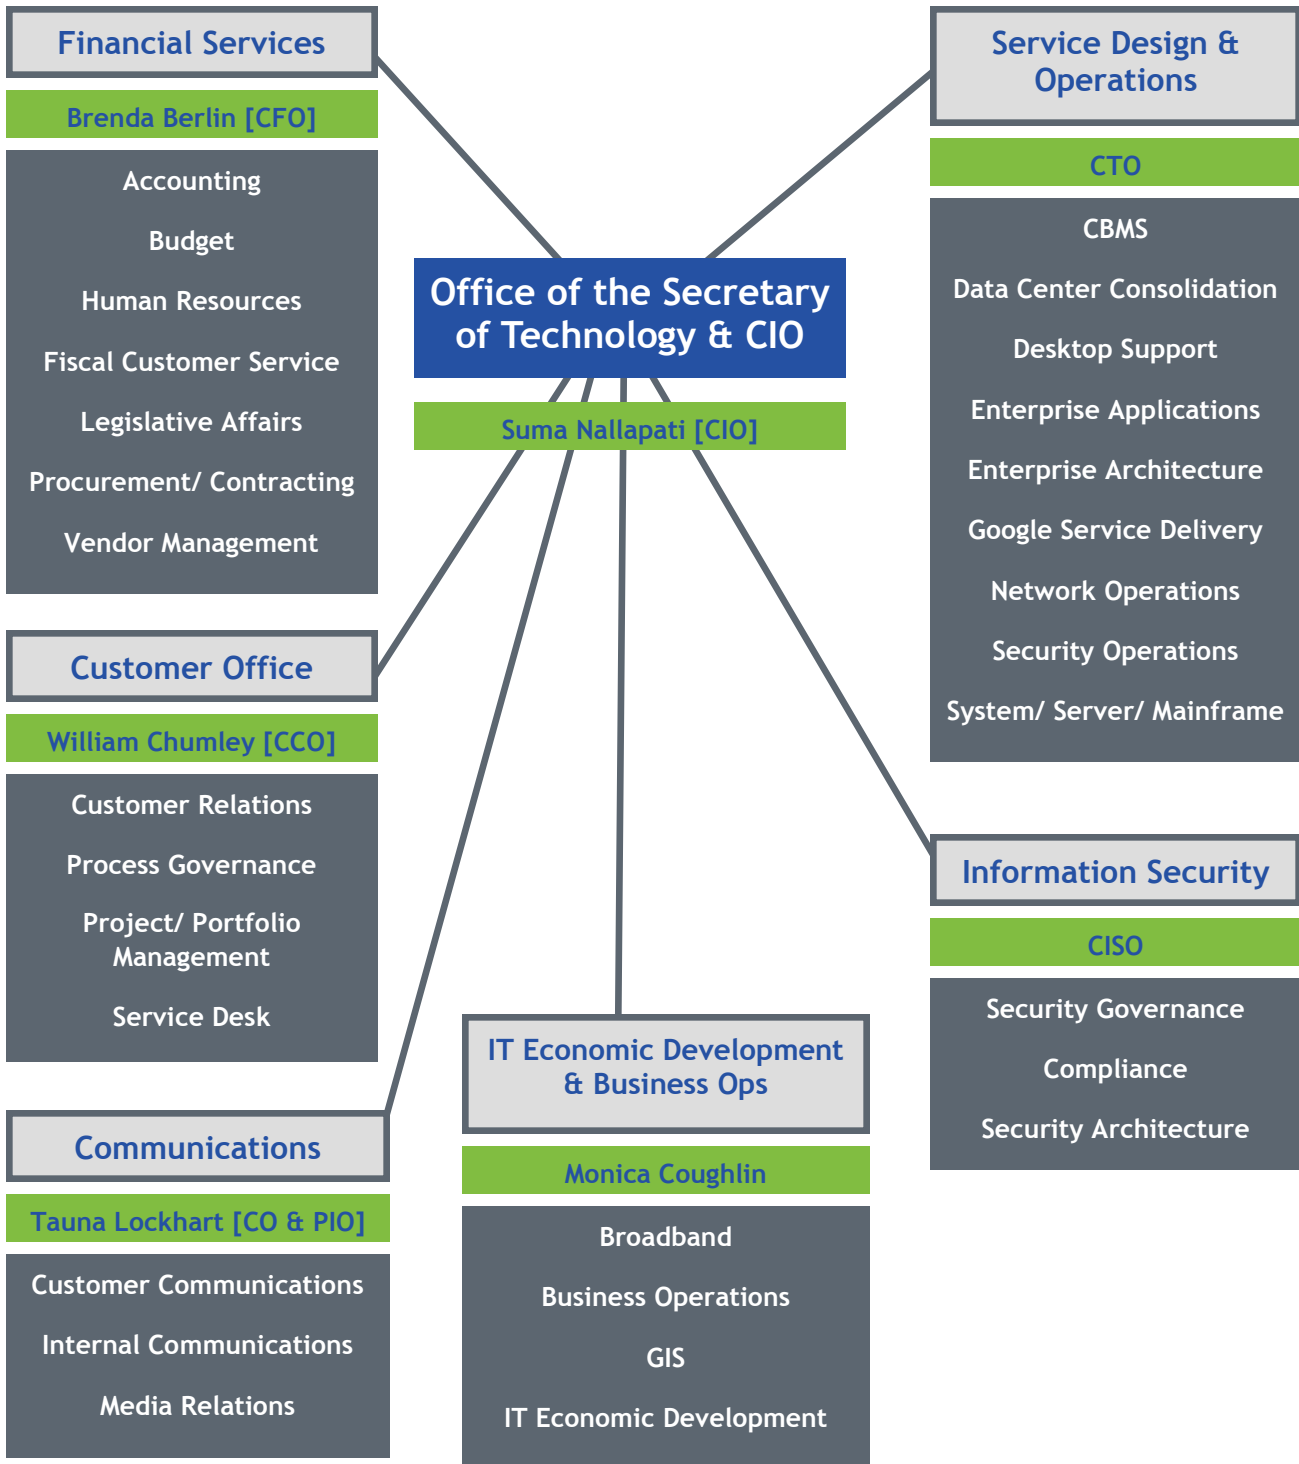 Financial Services
Brenda Berlin [CFO]
Accounting
Budget
Human Resources
Fiscal Customer Service
Legislative Affairs
Procurement/ Contracting
Vendor Management
Customer Office
William Chumley [CCO]
Customer Relations
Process Governance
Project/ Portfolio
Management
Service Desk
Communications
Tauna Lockhart [CO & PIO]
Customer Communications
Internal Communications
Media Relations
Office of the Secretary
of Technology & CIO
Suma Nallapati [CIO]
IT Economic Development
& Business Ops
Monica Coughlin
Broadband
Business Operations
GIS
IT Economic Development
Service Design &
Operations
CTO
CBMS
Data Center Consolidation
Desktop Support
Enterprise Applications
Enterprise Architecture
Google Service Delivery
Network Operations
Security Operations
System/ Server/ Mainframe
Information Security
CISO
Security Governance
Compliance
Security Architecture